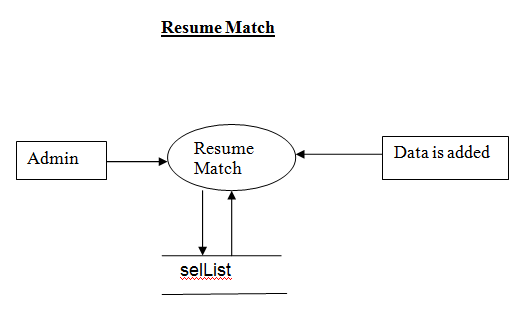 Resume Match
Admin
Resume
Match
Data is added
selList